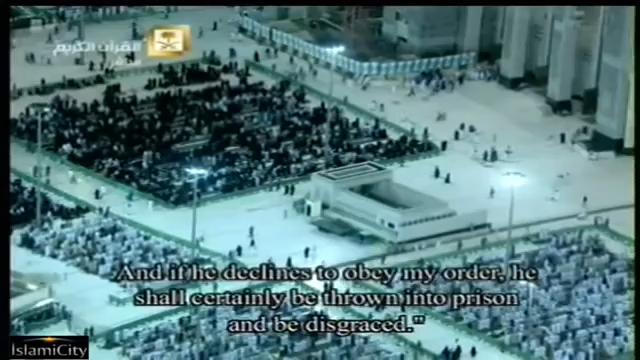 القرآن الكريم
مباشر
And if he declines to obey my order, he
shall certainly be thrown into prison
and be disgraced."
IslamiCity